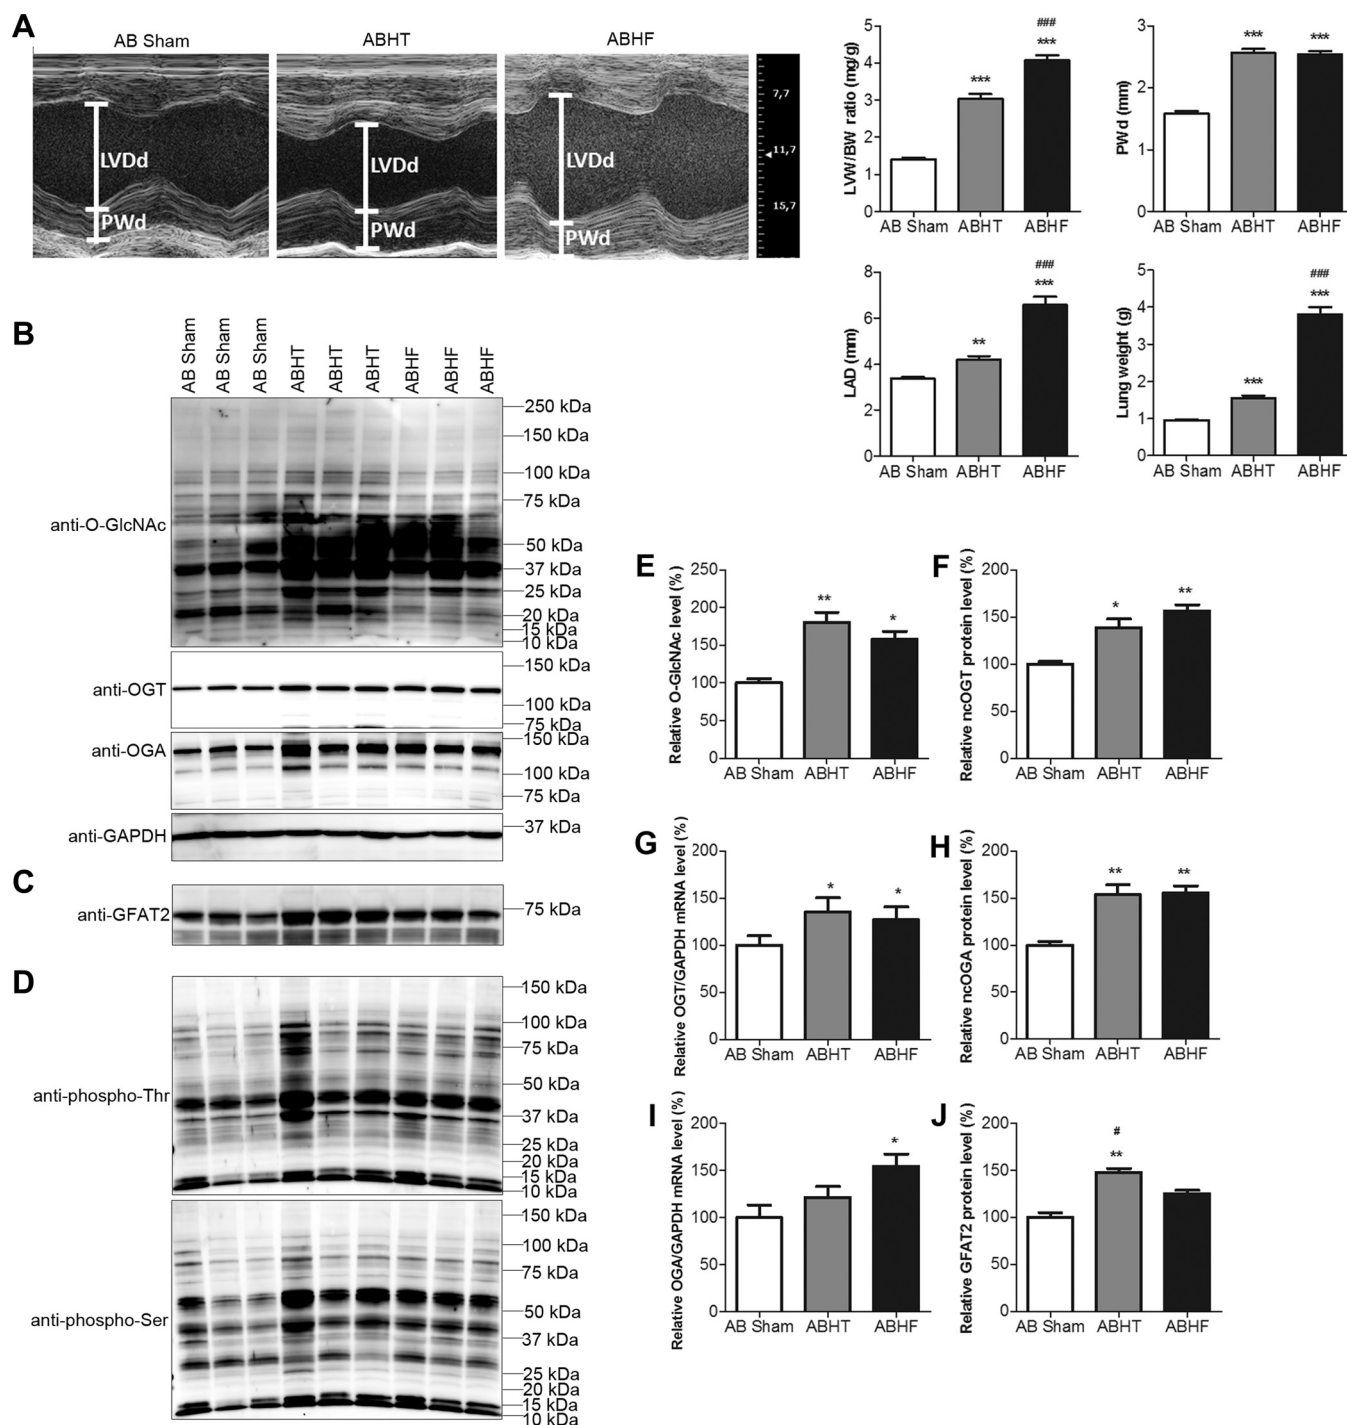 A
AB Sham
ABHT
ABHF
LVDd
PWd
LVDd
PWd
LVDd
PWd
7,7
11,7
15,7
LVW/BW ratio (mg/g)
5
4
3
2
1
0
***
###
***
AB Sham ABHT ABHF
PWd (mm)
3
2
1
0
***
***
AB Sham ABHT ABHF
LAD (mm)
8
6
4
2
0
**
###
***
AB Sham ABHT ABHF
Lung weight (g)
5
4
3
2
1
0
***
###
***
AB Sham ABHT ABHF
B
AB Sham
AB Sham
AB Sham
ABHT
ABHT
ABHT
ABHF
ABHF
ABHF
anti-O-GlcNAc
250 kDa
150 kDa
100 kDa
75 kDa
50 kDa
37 kDa
25 kDa
20 kDa
15 kDa
10 kDa
anti-OGT
150 kDa
100 kDa
75 kDa
anti-OGA
150 kDa
100 kDa
75 kDa
anti-GAPDH
37 kDa
C
anti-GFAT2
75 kDa
D
anti-phospho-Thr
150 kDa
100 kDa
75 kDa
50 kDa
37 kDa
25 kDa
20 kDa
15 kDa
10 kDa
anti-phospho-Ser
150 kDa
100 kDa
75 kDa
50 kDa
37 kDa
25 kDa
20 kDa
15 kDa
10 kDa
E
Relative O-GlcNAc level (%)
250
200
150
100
50
0
**
*
AB Sham ABHT ABHF
F
Relative ncOGT protein level (%)
200
150
100
50
0
*
**
AB Sham ABHT ABHF
G
Relative OGT/GAPDH mRNA level (%)
200
150
100
50
0
*
*
AB Sham ABHT ABHF
H
Relative ncOGA protein level (%)
200
150
100
50
0
**
**
AB Sham ABHT ABHF
I
Relative OGA/GAPDH mRNA level (%)
200
150
100
50
0
*
AB Sham ABHT ABHF
J
Relative GFAT2 protein level (%)
200
150
100
50
0
#
**
AB Sham ABHT ABHF